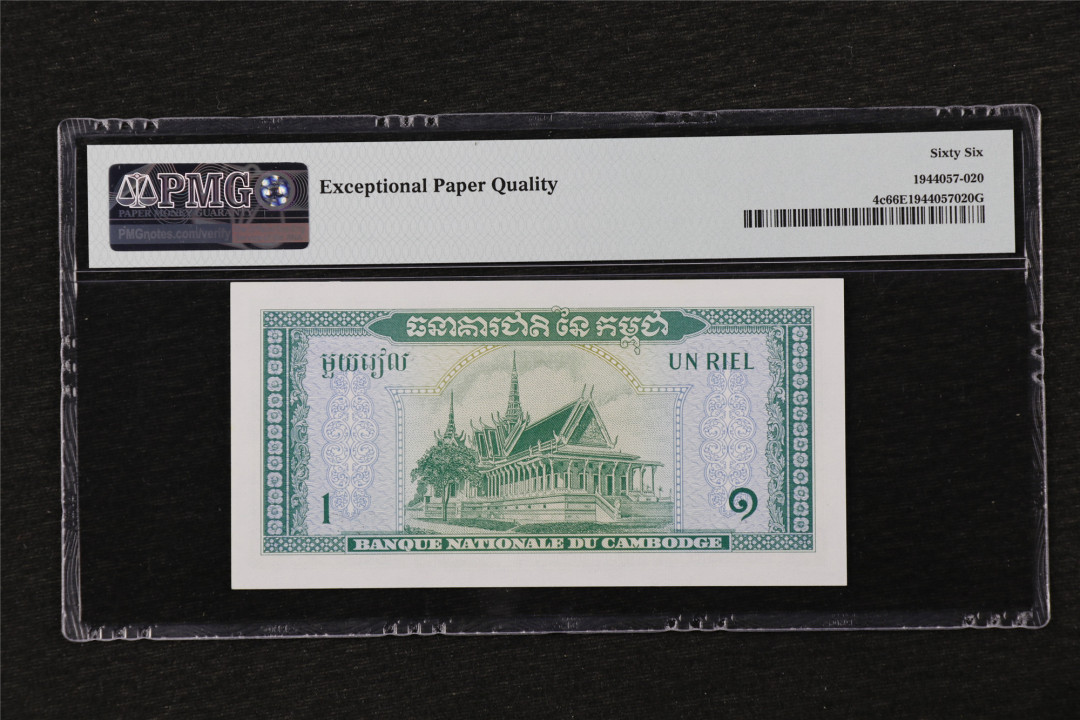 PMG
PAPER MONEY GUARANTY
PMGnotes.com/verify
Exceptional Paper Quality
Sixty Six
1944057-020
4c66E1944057020G
ធនាគារជាតិ នៃ កម្ពុជា
មួយរៀល
UN RIEL
1
១
BANQUE NATIONALE DU CAMBODGE